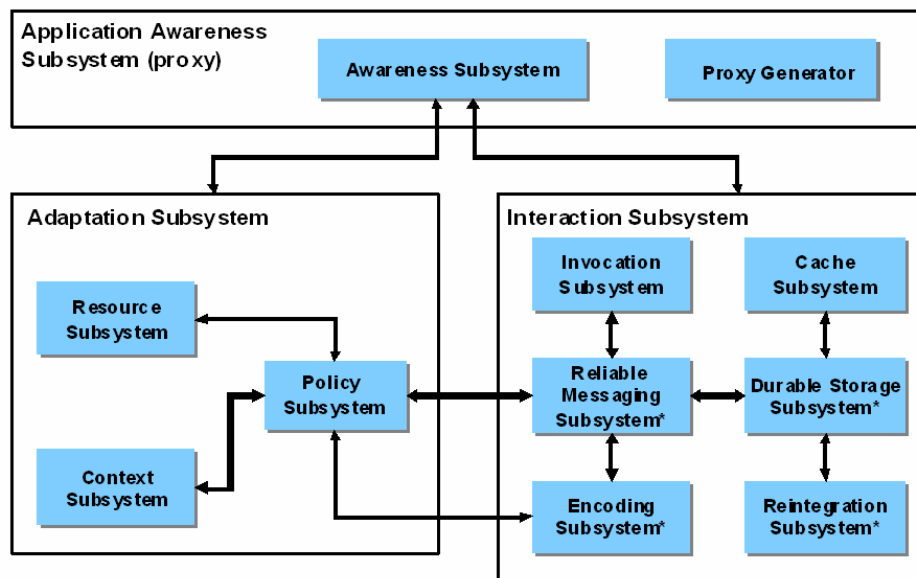 Application Awareness
Subsystem (proxy)
Awareness Subsystem
Proxy Generator
Adaptation Subsystem
Resource
Subsystem
Policy
Subsystem
Context
Subsystem
Interaction Subsystem
Invocation
Subsystem
Cache
Subsystem
Reliable
Messaging
Subsystem*
Durable Storage
Subsystem*
Encoding
Subsystem*
Reintegration
Subsystem*